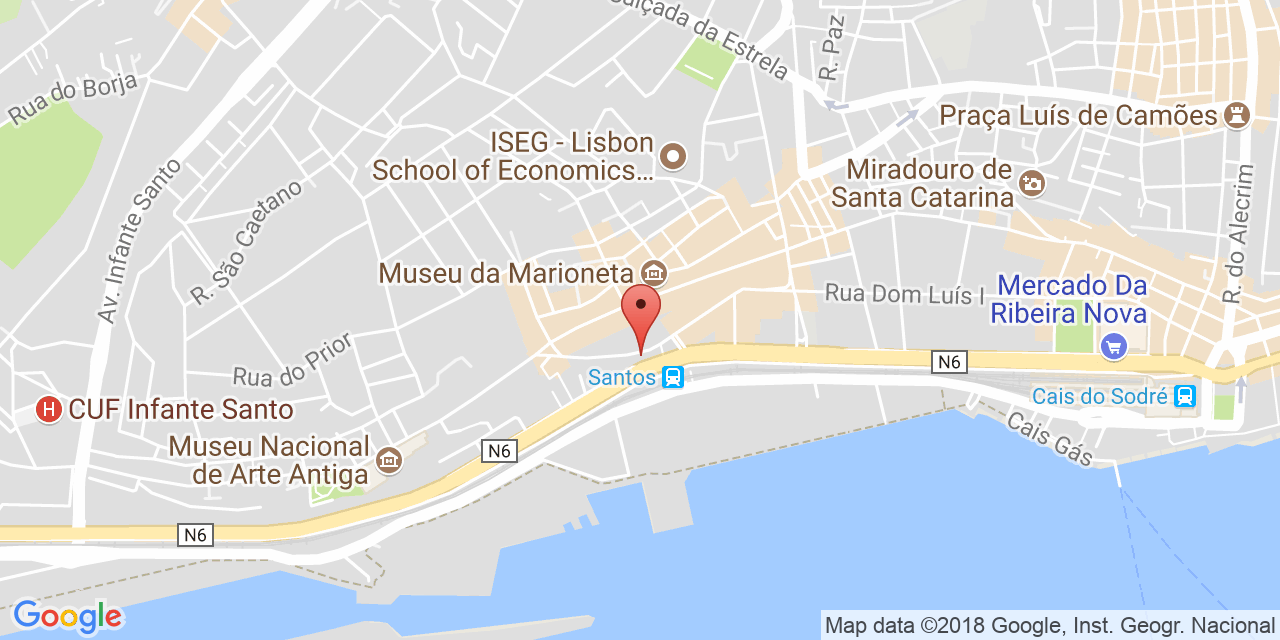 guiçada da Estrela
R. Paz
Rua do Borja
Praça Luís de Camões
ISEG - Lisbon
School of Economics...
Miradouro de
Santa Catarina
Av. Infante Santo
R. São Caetano
R. do Alecrim
Museu da Marioneta
Rua Dom Luís I
Mercado Da
Ribeira Nova
Rua do Prior
N6
Santos
Cais do Sodré
H
CUF Infante Santo
Cais Gás
Museu Nacional
de Arte Antiga
N6
N6
Google
Map data ©2018 Google, Inst. Geogr. Nacional